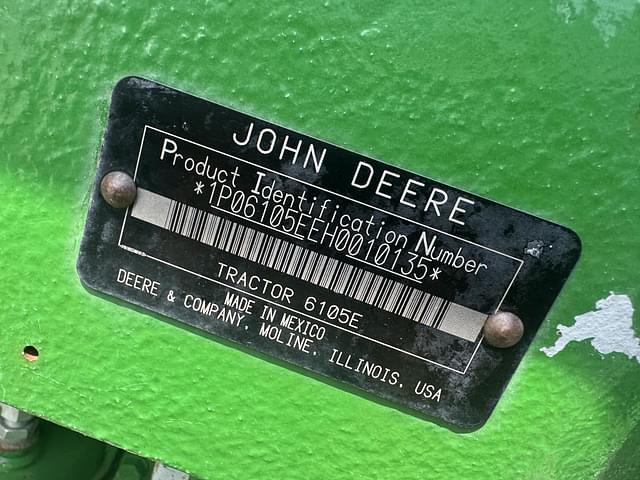 JOHN DEERE
Product Identification Number
*1P06105EEH0010135*
TRACTOR 6105E
MADE IN MEXICO
DEERE & COMPANY, MOLINE, ILLINOIS, USA